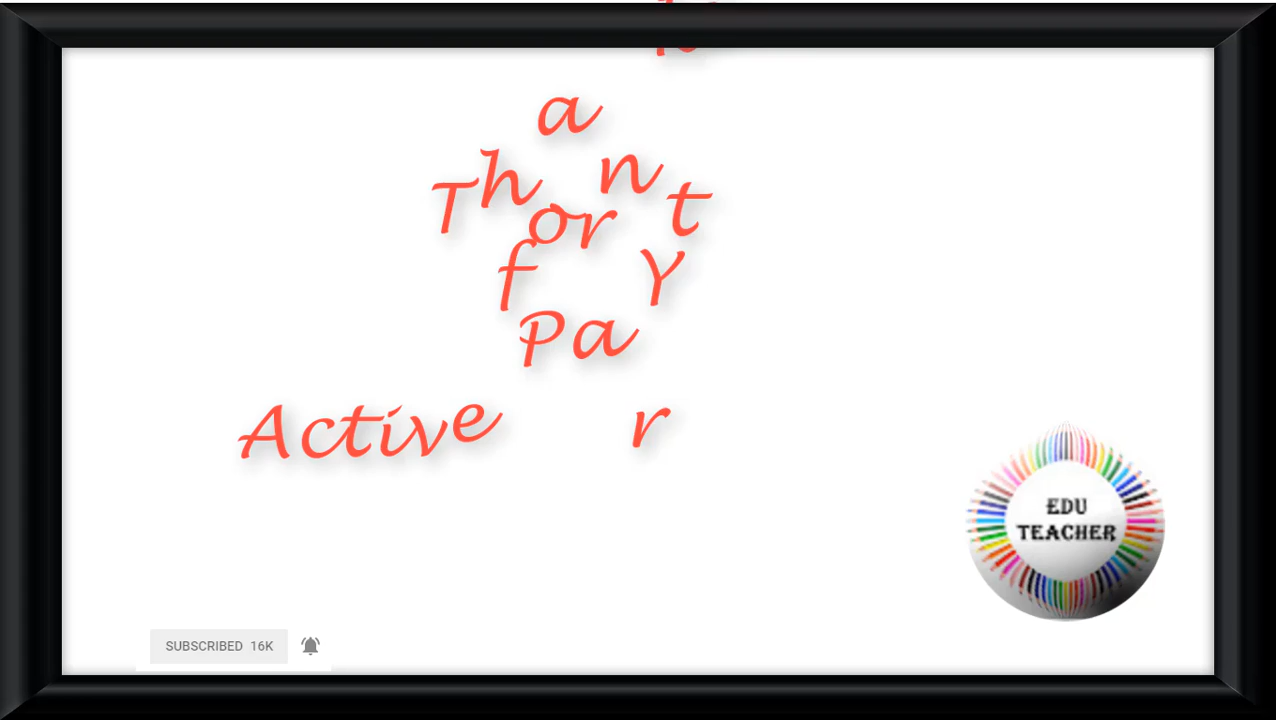 a
Th n t
or
f Y
Pa
Active r
EDU
TEACHER
SUBSCRIBED 16K